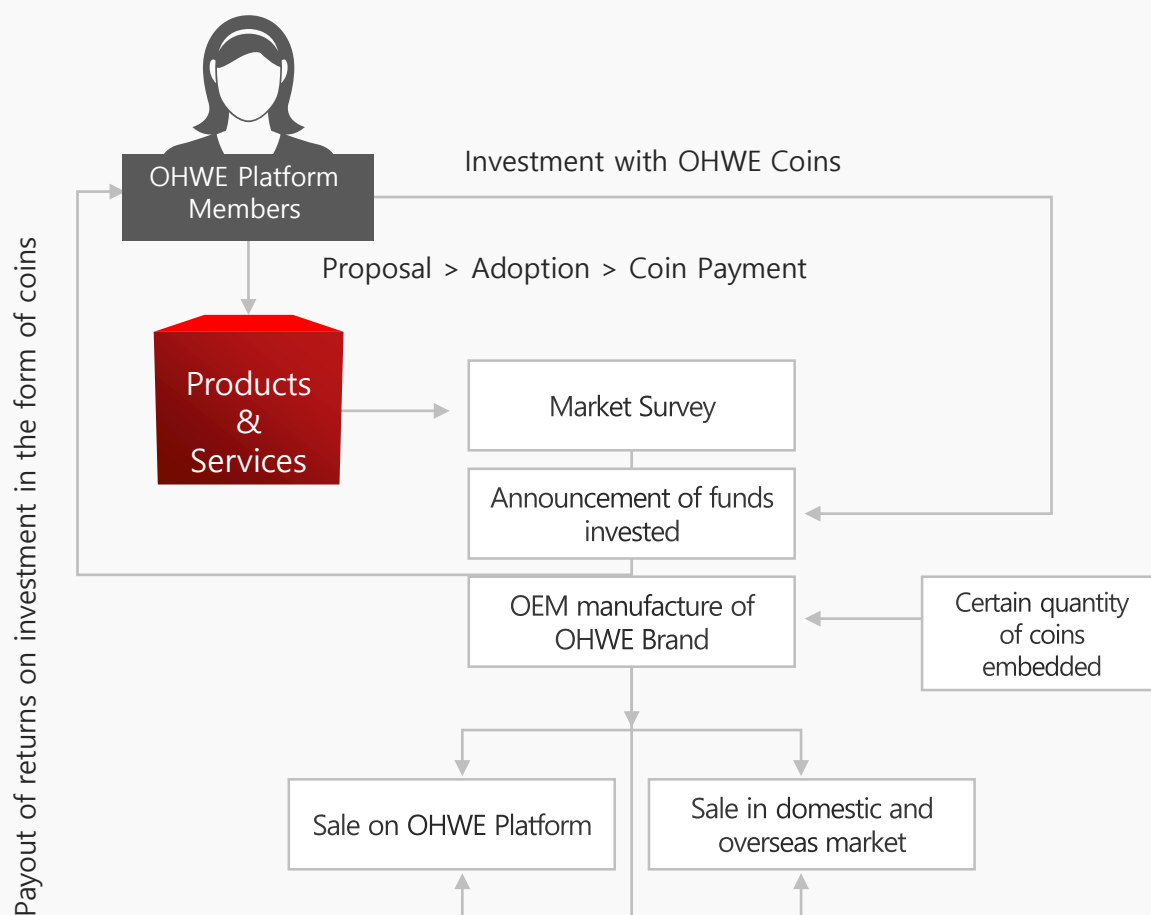 OHWE Platform
Members
Investment with OHWE Coins
Proposal > Adoption > Coin Payment
Payout of returns on investment in the form of coins
Products
&
Services
Market Survey
Announcement of funds
invested
OEM manufacture of
OHWE Brand
Certain quantity
of coins
embedded
Sale on OHWE Platform
Sale in domestic and
overseas market